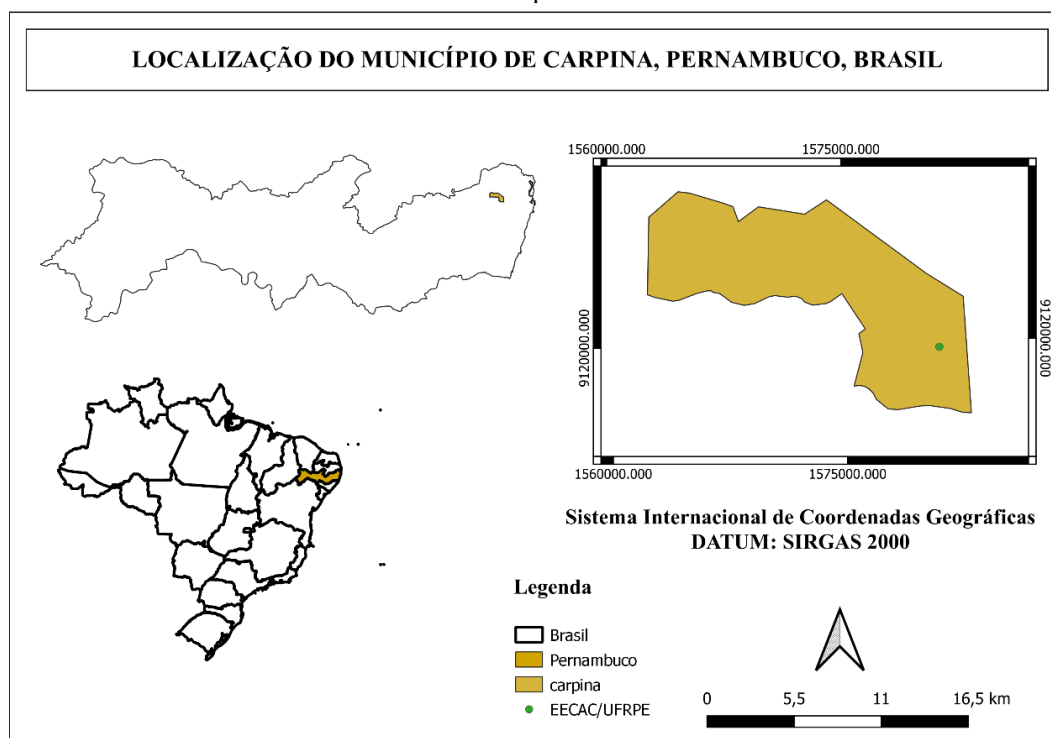 LOCALIZAÇÃO DO MUNICÍPIO DE CARPINA, PERNAMBUCO, BRASIL
1560000.000 1575000.000
9120000.000 9120000.000
1560000.000 1575000.000
Sistema Internacional de Coordenadas Geográficas
DATUM: SIRGAS 2000
Legenda
Brasil
Pernambuco
carpina
EECAC/UFRPE
0 5,5 11 16,5 km